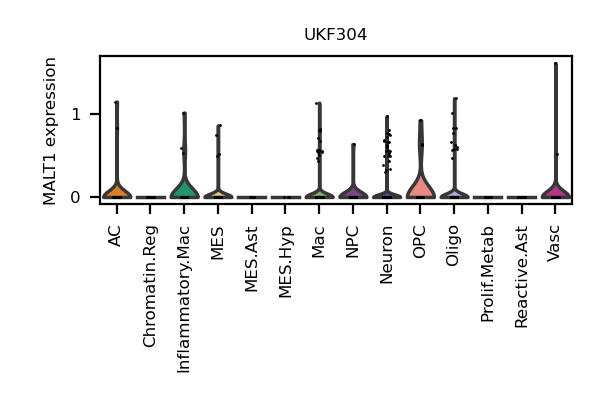 UKF304
MALT1 expression
1
0
AC
Chromatin.Reg
Inflammatory.Mac
MES
MES.Ast
MES.Hyp
Mac
NPC
Neuron
OPC
Oligo
Prolif.Metab
Reactive.Ast
Vasc